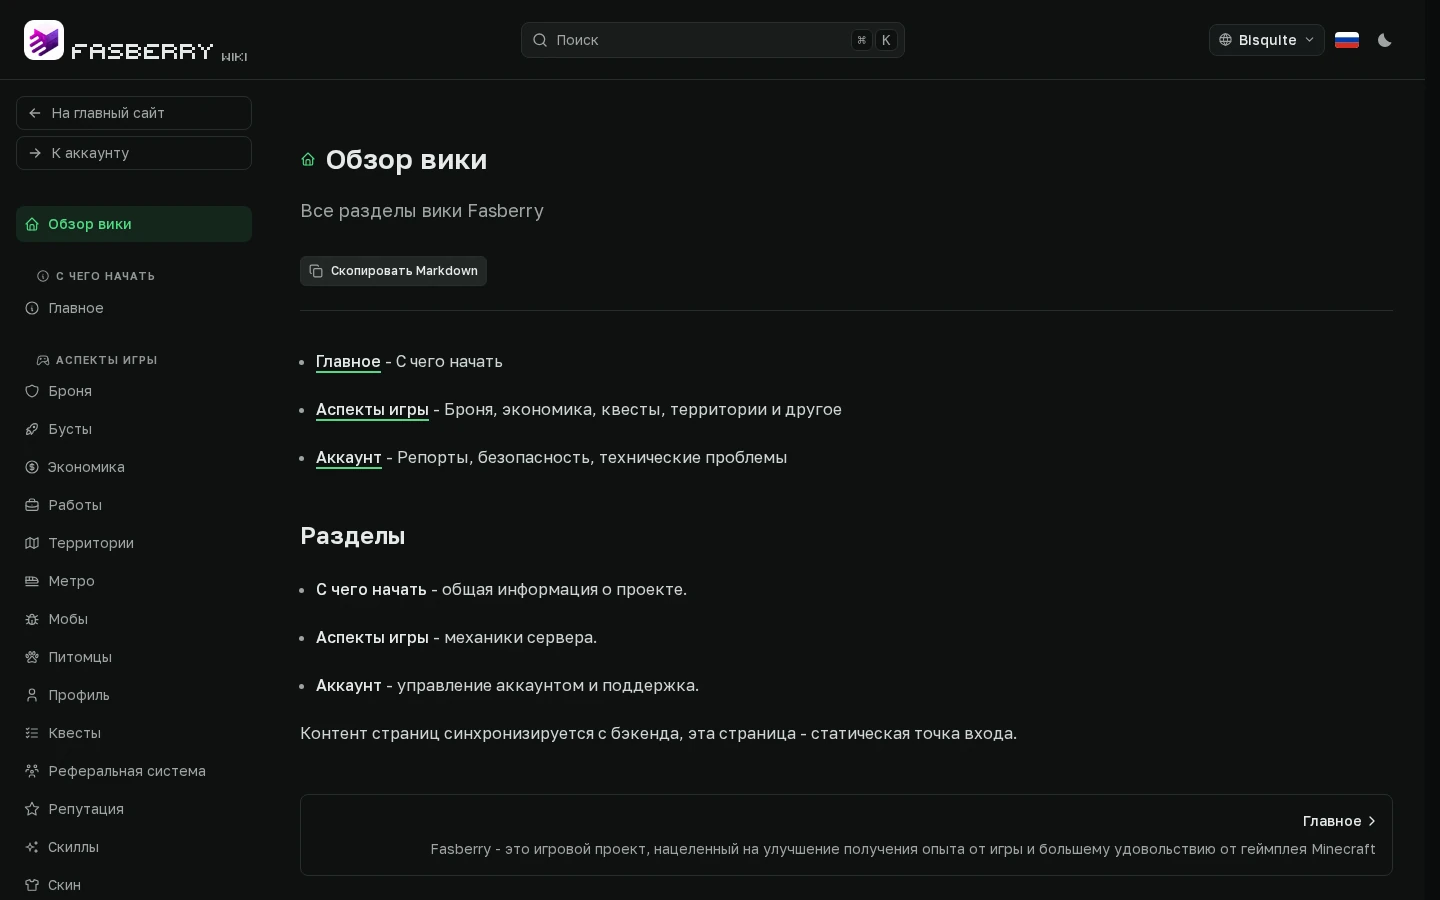 FASBERRY WIKI
Поиск
⌘ K
Bisquite
На главный сайт
К аккаунту
Обзор вики
С ЧЕГО НАЧАТЬ
Главное
АСПЕКТЫ ИГРЫ
Броня
Бусты
Экономика
Работы
Территории
Метро
Мобы
Питомцы
Профиль
Квесты
Реферальная система
Репутация
Скиллы
Скин
Обзор вики
Все разделы вики Fasberry
Скопировать Markdown
Главное - С чего начать
Аспекты игры - Броня, экономика, квесты, территории и другое
Аккаунт - Репорты, безопасность, технические проблемы
Разделы
С чего начать - общая информация о проекте.
Аспекты игры - механики сервера.
Аккаунт - управление аккаунтом и поддержка.
Контент страниц синхронизируется с бэкенда, эта страница - статическая точка входа.
Главное
Fasberry - это игровой проект, нацеленный на улучшение получения опыта от игры и большему удовольствию от геймплея Minecraft